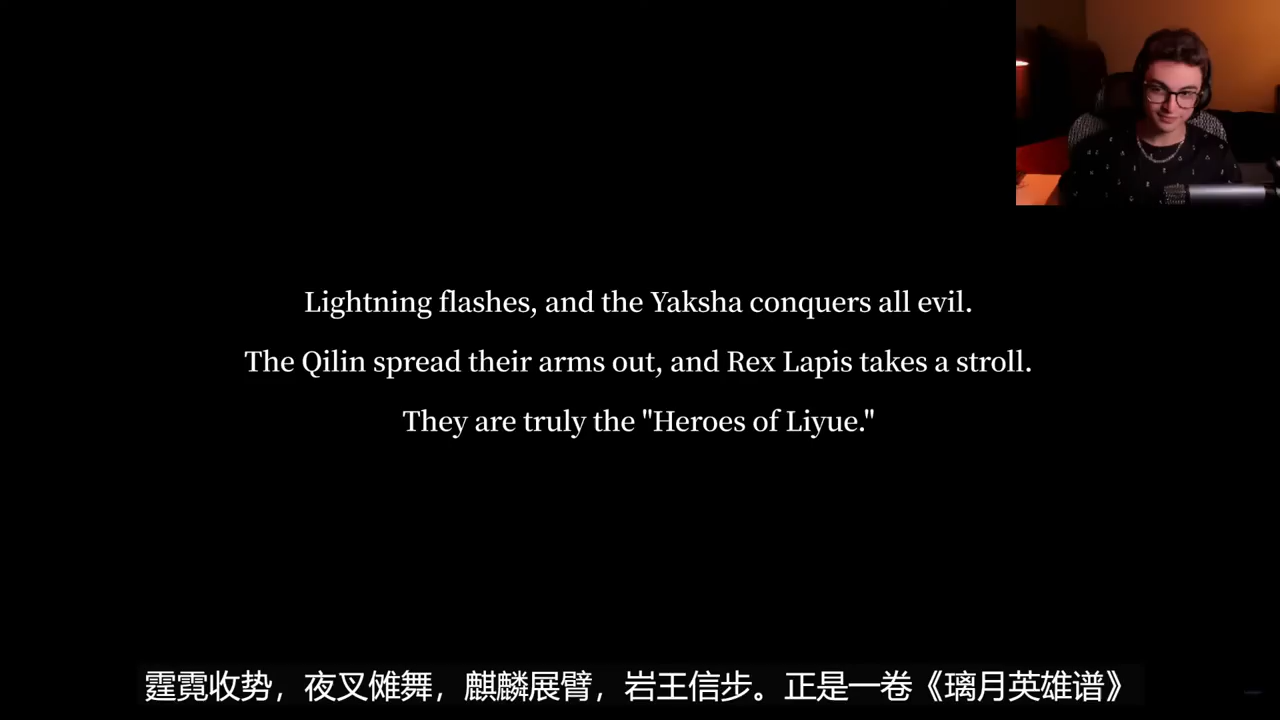 Lightning flashes, and the Yaksha conquers all evil.
The Qilin spread their arms out, and Rex Lapis takes a stroll.
They are truly the "Heroes of Liyue."
霆霓收势，夜叉傩舞，麒麟展臂，岩王信步。正是一卷《璃月英雄谱》